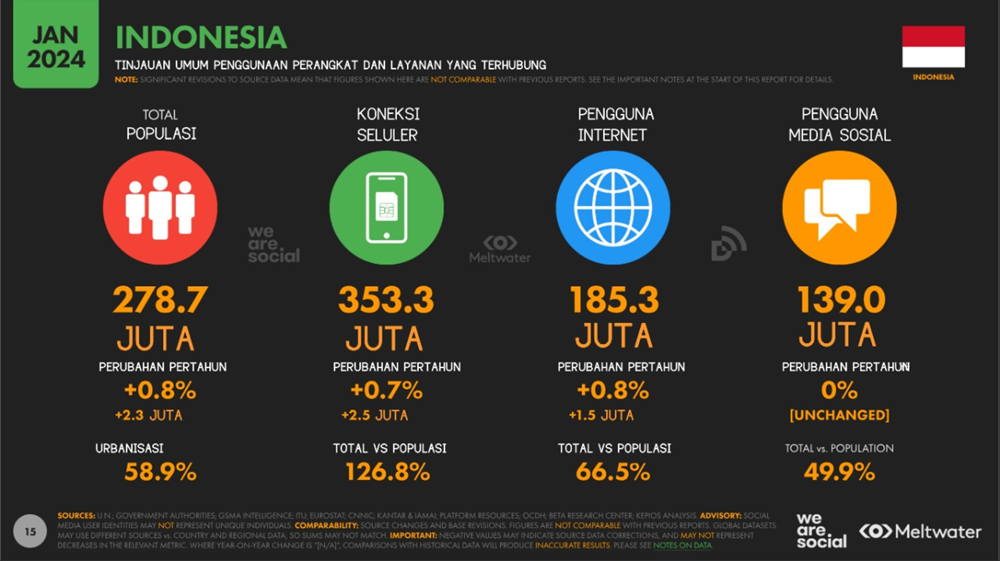 JAN
2024
INDONESIA
TINJAUAN UMUM PENGGUNAAN PERANGKAT DAN LAYANAN YANG TERHUBUNG
NOTE: SIGNIFICANT REVISIONS TO SOURCE DATA MEAN THAT FIGURES SHOWN HERE ARE NOT COMPARABLE WITH PREVIOUS REPORTS. SEE THE IMPORTANT NOTES AT THE START OF THIS REPORT FOR DETAILS.
INDONESIA
TOTAL
POPULASI
278.7
JUTA
PERUBAHAN PERTAHUN
+0.8%
+2.3 JUTA
URBANISASI
58.9%
KONEKSI
SELULER
353.3
JUTA
PERUBAHAN PERTAHUN
+0.7%
+2.5 JUTA
TOTAL VS POPULASI
126.8%
PENGGUNA
INTERNET
185.3
JUTA
PERUBAHAN PERTAHUN
+0.8%
+1.5 JUTA
TOTAL VS POPULASI
66.5%
PENGGUNA
MEDIA SOSIAL
139.0
JUTA
PERUBAHAN PERTAHUN
0%
[UNCHANGED]
TOTAL vs. POPULATION
49.9%
we
are
social
Meltwater
15
SOURCES: U.N.; GOVERNMENT AUTHORITIES; GSMA INTELLIGENCE; ITU; EUROSTAT; CNNIC; KANTAR & IAMAI; PLATFORM RESOURCES; OCDH; BETA RESEARCH CENTER; KEPIOS ANALYSIS. ADVISORY: SOCIAL
MEDIA USER IDENTITIES MAY NOT REPRESENT UNIQUE INDIVIDUALS. COMPARABILITY: SOURCE CHANGES AND BASE REVISIONS. FIGURES ARE NOT COMPARABLE WITH PREVIOUS REPORTS. GLOBAL DATASETS
MAY USE DIFFERENT SOURCES vs. COUNTRY AND REGIONAL DATA, SO SUMS MAY NOT MATCH. IMPORTANT: NEGATIVE VALUES MAY INDICATE SOURCE DATA CORRECTIONS, AND MAY NOT REPRESENT
DECREASES IN THE RELEVANT METRIC. WHERE YEAR-ON-YEAR CHANGE IS "[N/A]", COMPARISONS WITH HISTORICAL DATA WILL PRODUCE INACCURATE RESULTS. PLEASE SEE NOTES ON DATA.
we
are
social
Meltwater